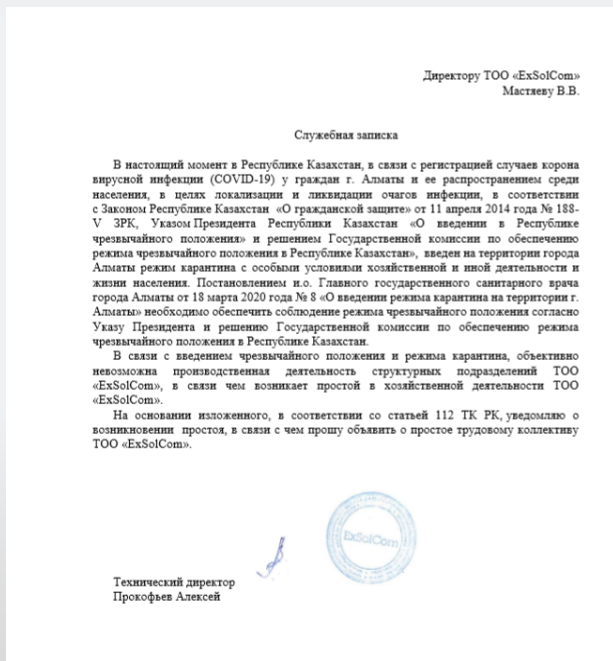 Директору ТОО «ExSolCom»
Мастяеву В.В.
Служебная записка
В настоящий момент в Республике Казахстан, в связи с регистрацией случаев корона
вирусной инфекции (COVID-19) у граждан г. Алматы и ее распространением среди
населения, в целях локализации и ликвидации очагов инфекции, в соответствии
с Законом Республике Казахстан «О гражданской защите» от 11 апреля 2014 года № 188-
V ЗРК, Указом Президента Республики Казахстан «О введении в Республике
чрезвычайного положения» и решением Государственной комиссии по обеспечению
режима чрезвычайного положения в Республике Казахстан», введен на территории города
Алматы режим карантина с особыми условиями хозяйственной и иной деятельности и
жизни населения. Постановлением и.о. Главного государственного санитарного врача
города Алматы от 18 марта 2020 года № 8 «О введении режима карантина на территории г.
Алматы» необходимо обеспечить соблюдение режима чрезвычайного положения согласно
Указу Президента и решению Государственной комиссии по обеспечению режима
чрезвычайного положения в Республике Казахстан.
В связи с введением чрезвычайного положения и режима карантина, объективно
невозможна производственная деятельность структурных подразделений ТОО
«ExSolCom», в связи чем возникает простой в хозяйственной деятельности ТОО
«ExSolCom».
На основании изложенного, в соответствии со статьей 112 ТК РК, уведомляю о
возникновении простоя, в связи с чем прошу объявить о простое трудовому коллективу
ТОО «ExSolCom».
ExSolCom
Технический директор
Прокофьев Алексей